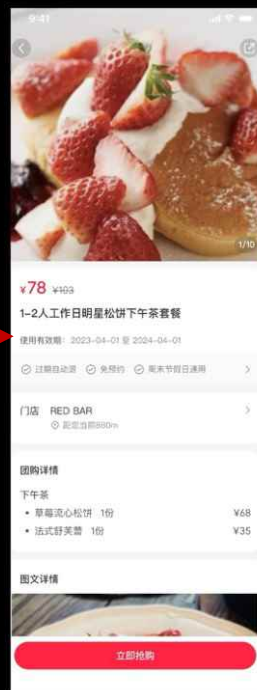 9:41
1/10
¥78 ¥103
1-2人工作日明星松饼下午茶套餐
使用有效期: 2023-04-01 至 2024-04-01
过期自动退 免预约 周末节假日通用
门店 RED BAR
距您当前880m
团购详情
下午茶
• 草莓流心松饼 1份 ¥68
• 法式舒芙蕾 1份 ¥35
图文详情
立即抢购